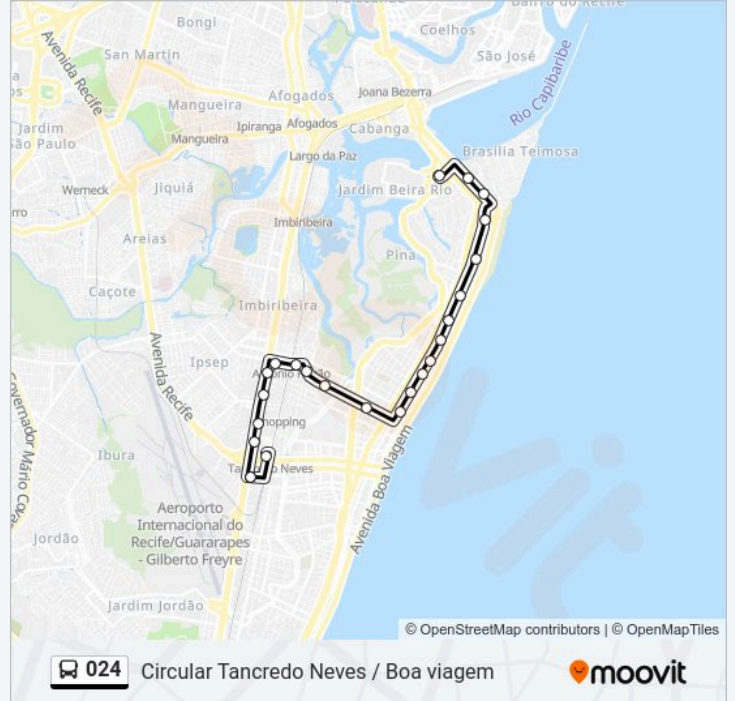 Bongi
Coelhos
San Martin
São José
Avenida Recife
Joana Bezerra
Afogados
Mangueira
Rio Capibaribe
Ipiranga
Afogados
Cabanga
Jardim
São Paulo
Mangueira
Largo da Paz
Brasília Teimosa
Werneck
Jiquiá
Jardim Beira Rio
Imbiribeira
Areias
Pina
Caçote
Imbiribeira
Avenida Recife
Ipsep
Shopping
Ibura
Tancredo Neves
Avenida Boa Viagem
Aeroporto
Internacional do
Recife/Guararapes
- Gilberto Freyre
Jordão
Jardim Jordão
© OpenStreetMap contributors | © OpenMapTiles
024 Circular Tancredo Neves / Boa viagem
moovit